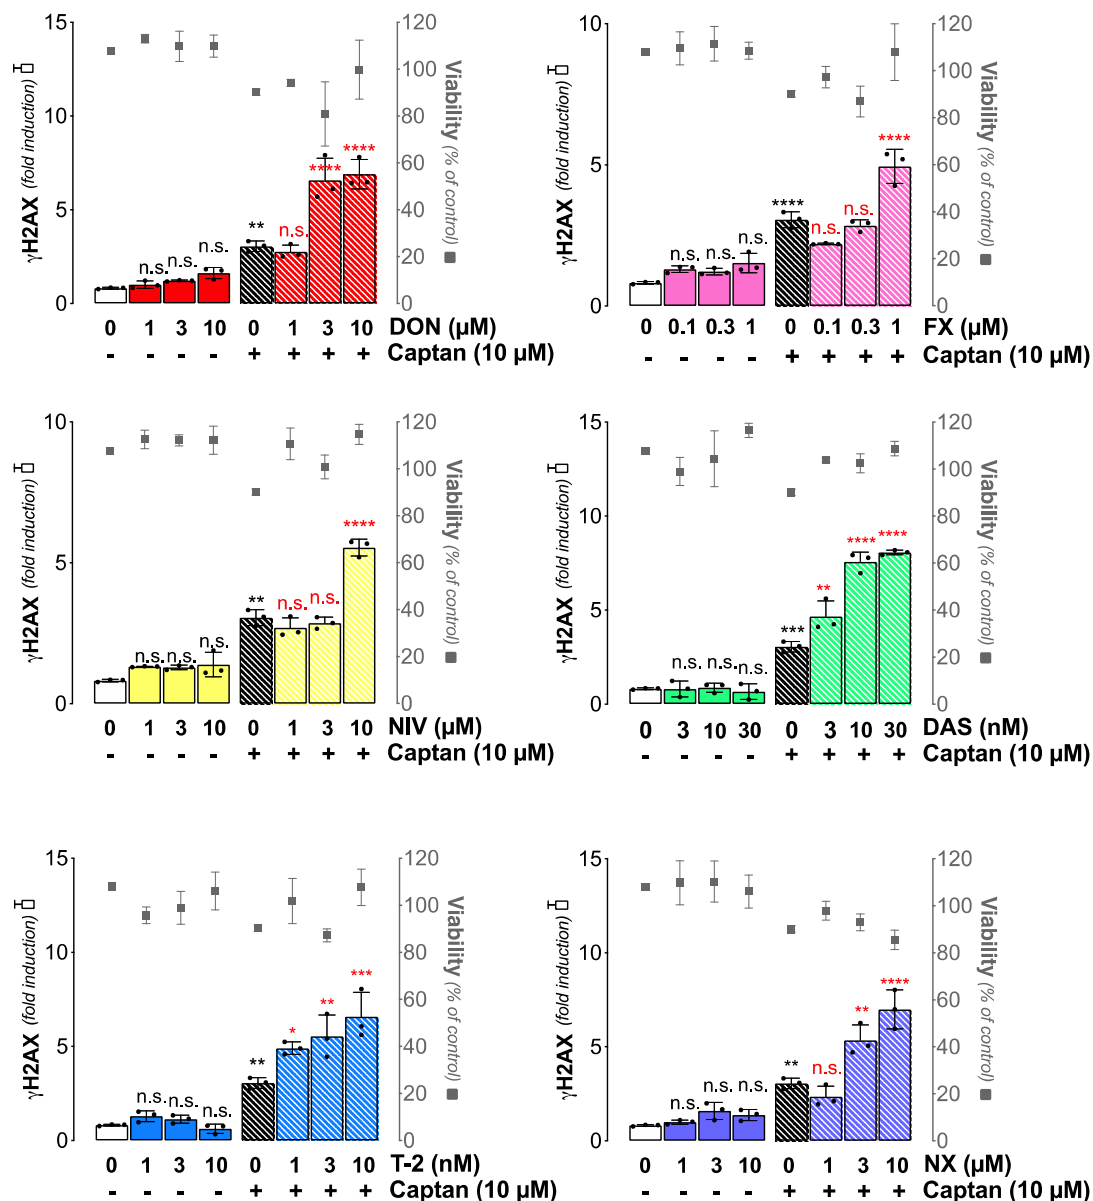 15
10
5
0
γH2AX (fold induction)
120
100
80
60
40
20
0
Viability (% of control)
n.s.
n.s.
n.s.
**
n.s.
****
****
0 1 3 10 0 1 3 10 DON (μM)
- - - - + + + + Captan (10 μM)
10
5
0
γH2AX (fold induction)
120
100
80
60
40
20
0
Viability (% of control)
n.s.
n.s.
n.s.
****
n.s.
n.s.
****
0 0.1 0.3 1 0 0.1 0.3 1 FX (μM)
- - - - + + + + Captan (10 μM)
10
5
0
γH2AX (fold induction)
120
100
80
60
40
20
0
Viability (% of control)
n.s.
n.s.
n.s.
**
n.s.
n.s.
****
0 1 3 10 0 1 3 10 NIV (μM)
- - - - + + + + Captan (10 μM)
15
10
5
0
γH2AX (fold induction)
120
100
80
60
40
20
0
Viability (% of control)
n.s.
n.s.
n.s.
***
**
****
****
0 3 10 30 0 3 10 30 DAS (nM)
- - - - + + + + Captan (10 μM)
15
10
5
0
γH2AX (fold induction)
120
100
80
60
40
20
0
Viability (% of control)
n.s.
n.s.
n.s.
**
*
**
***
0 1 3 10 0 1 3 10 T-2 (nM)
- - - - + + + + Captan (10 μM)
15
10
5
0
γH2AX (fold induction)
120
100
80
60
40
20
0
Viability (% of control)
n.s.
n.s.
n.s.
**
n.s.
**
****
0 1 3 10 0 1 3 10 NX (μM)
- - - - + + + + Captan (10 μM)